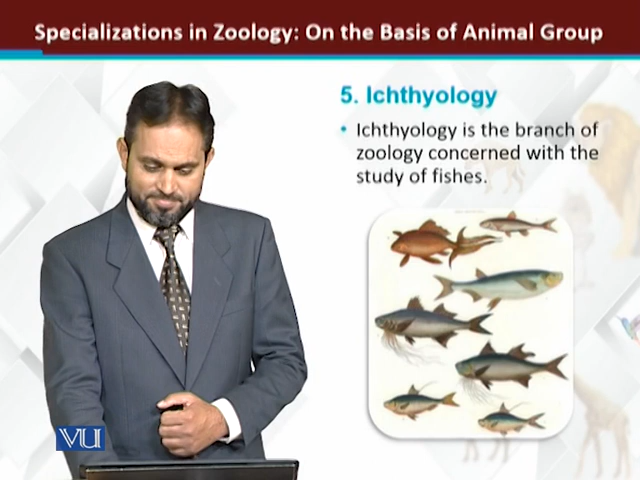 Specializations in Zoology: On the Basis of Animal Group
5. Ichthyology
• Ichthyology is the branch of
zoology concerned with the
study of fishes.
VU